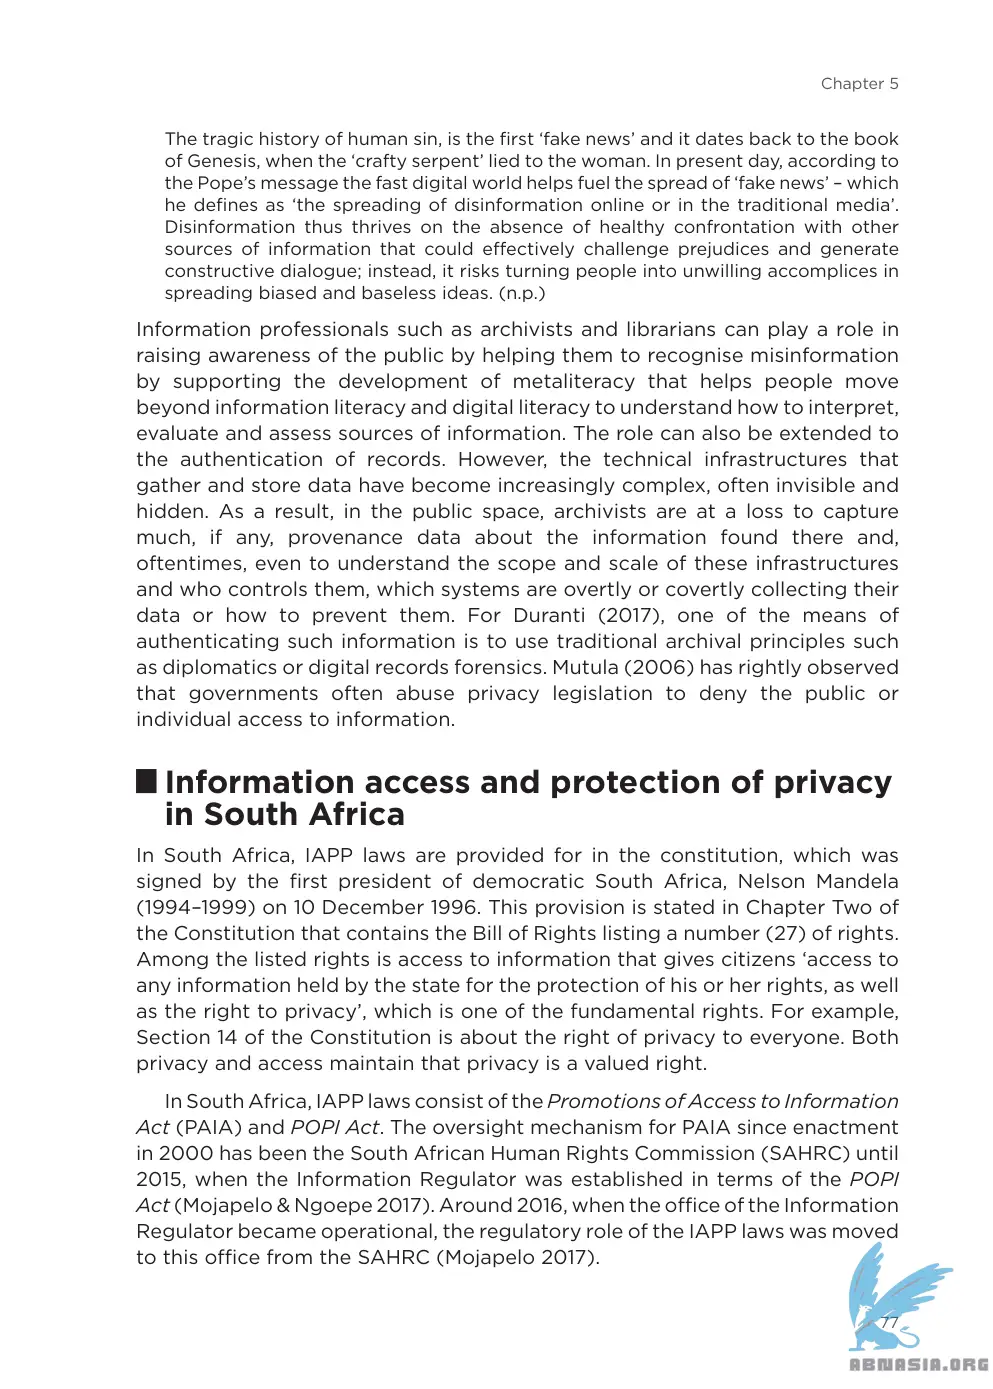 Chapter 5
The tragic history of human sin, is the first ‘fake news’ and it dates back to the book
of Genesis, when the ‘crafty serpent’ lied to the woman. In present day, according to
the Pope’s message the fast digital world helps fuel the spread of ‘fake news’ – which
he defines as ‘the spreading of disinformation online or in the traditional media’.
Disinformation thus thrives on the absence of healthy confrontation with other
sources of information that could effectively challenge prejudices and generate
constructive dialogue; instead, it risks turning people into unwilling accomplices in
spreading biased and baseless ideas. (n.p.)
Information professionals such as archivists and librarians can play a role in
raising awareness of the public by helping them to recognise misinformation
by supporting the development of metaliteracy that helps people move
beyond information literacy and digital literacy to understand how to interpret,
evaluate and assess sources of information. The role can also be extended to
the authentication of records. However, the technical infrastructures that
gather and store data have become increasingly complex, often invisible and
hidden. As a result, in the public space, archivists are at a loss to capture
much, if any, provenance data about the information found there and,
oftentimes, even to understand the scope and scale of these infrastructures
and who controls them, which systems are overtly or covertly collecting their
data or how to prevent them. For Duranti (2017), one of the means of
authenticating such information is to use traditional archival principles such
as diplomatics or digital records forensics. Mutula (2006) has rightly observed
that governments often abuse privacy legislation to deny the public or
individual access to information.
Information access and protection of privacy
in South Africa
In South Africa, IAPP laws are provided for in the constitution, which was
signed by the first president of democratic South Africa, Nelson Mandela
(1994–1999) on 10 December 1996. This provision is stated in Chapter Two of
the Constitution that contains the Bill of Rights listing a number (27) of rights.
Among the listed rights is access to information that gives citizens ‘access to
any information held by the state for the protection of his or her rights, as well
as the right to privacy’, which is one of the fundamental rights. For example,
Section 14 of the Constitution is about the right of privacy to everyone. Both
privacy and access maintain that privacy is a valued right.
In South Africa, IAPP laws consist of the Promotions of Access to Information
Act (PAIA) and POPI Act. The oversight mechanism for PAIA since enactment
in 2000 has been the South African Human Rights Commission (SAHRC) until
2015, when the Information Regulator was established in terms of the POPI
Act (Mojapelo & Ngoepe 2017). Around 2016, when the office of the Information
Regulator became operational, the regulatory role of the IAPP laws was moved
to this office from the SAHRC (Mojapelo 2017).
77
ABNASIA.ORG